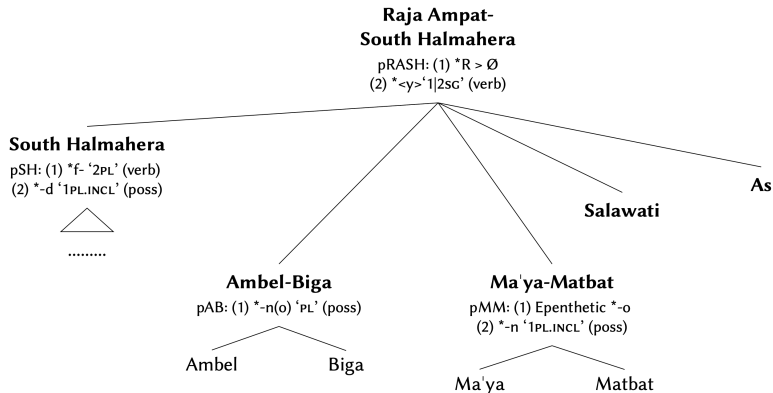 Raja Ampat-
South Halmahera
pRASH: (1) *R > Ø
(2) *<y>‘1|2SG’ (verb)
South Halmahera
pSH: (1) *f- ‘2PL’ (verb)
(2) *-d ‘1PL.INCL’ (poss)
.........
As
Salawati
Ambel-Biga
pAB: (1) *-n(o) ‘PL’ (poss)
Maˈya-Matbat
pMM: (1) Epenthetic *-o
(2) *-n ‘1PL.INCL’ (poss)
Ambel
Biga
Maˈya
Matbat